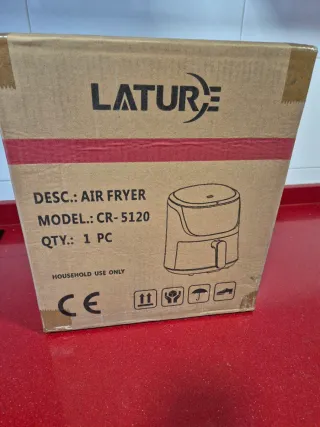 LATURE
DESC.: AIR FRYER
MODEL.: CR-5120
QTY.: 1 PC
HOUSEHOLD USE ONLY
CE